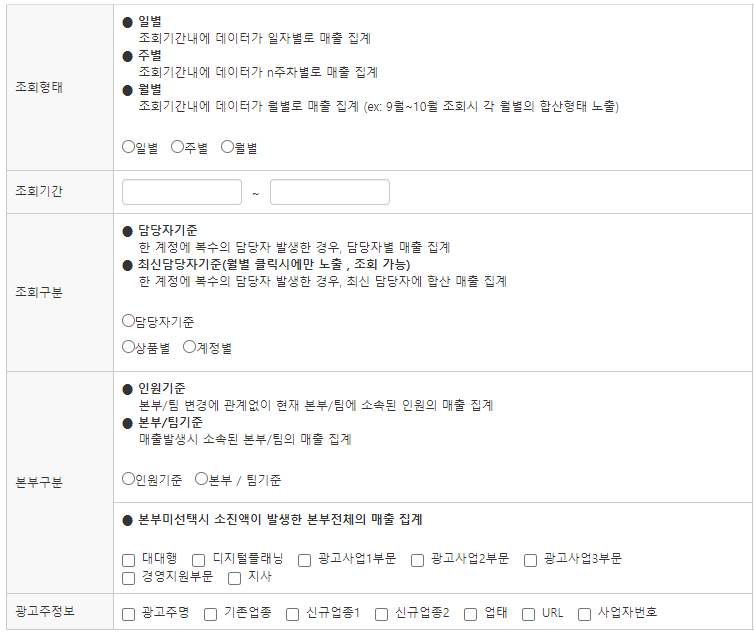 조회형태
● 일별
조회기간내에 데이터가 일자별로 매출 집계
● 주별
조회기간내에 데이터가 n주차별로 매출 집계
● 월별
조회기간내에 데이터가 월별로 매출 집계 (ex: 9월~10월 조회시 각 월별의 합산형태 노출)
일별 주별 월별
조회기간
~
조회구분
● 담당자기준
한 계정에 복수의 담당자 발생한 경우, 담당자별 매출 집계
● 최신담당자기준(월별 클릭시에만 노출 , 조회 가능)
한 계정에 복수의 담당자 발생한 경우, 최신 담당자에 합산 매출 집계
담당자기준
상품별 계정별
본부구분
● 인원기준
본부/팀 변경에 관계없이 현재 본부/팀에 소속된 인원의 매출 집계
● 본부/팀기준
매출발생시 소속된 본부/팀의 매출 집계
인원기준 본부 / 팀기준
● 본부미선택시 소진액이 발생한 본부전체의 매출 집계
대대행 디지털플래닝 광고사업1부문 광고사업2부문 광고사업3부문
경영지원부문 지사
광고주정보
광고주명 기존업종 신규업종1 신규업종2 업태 URL 사업자번호